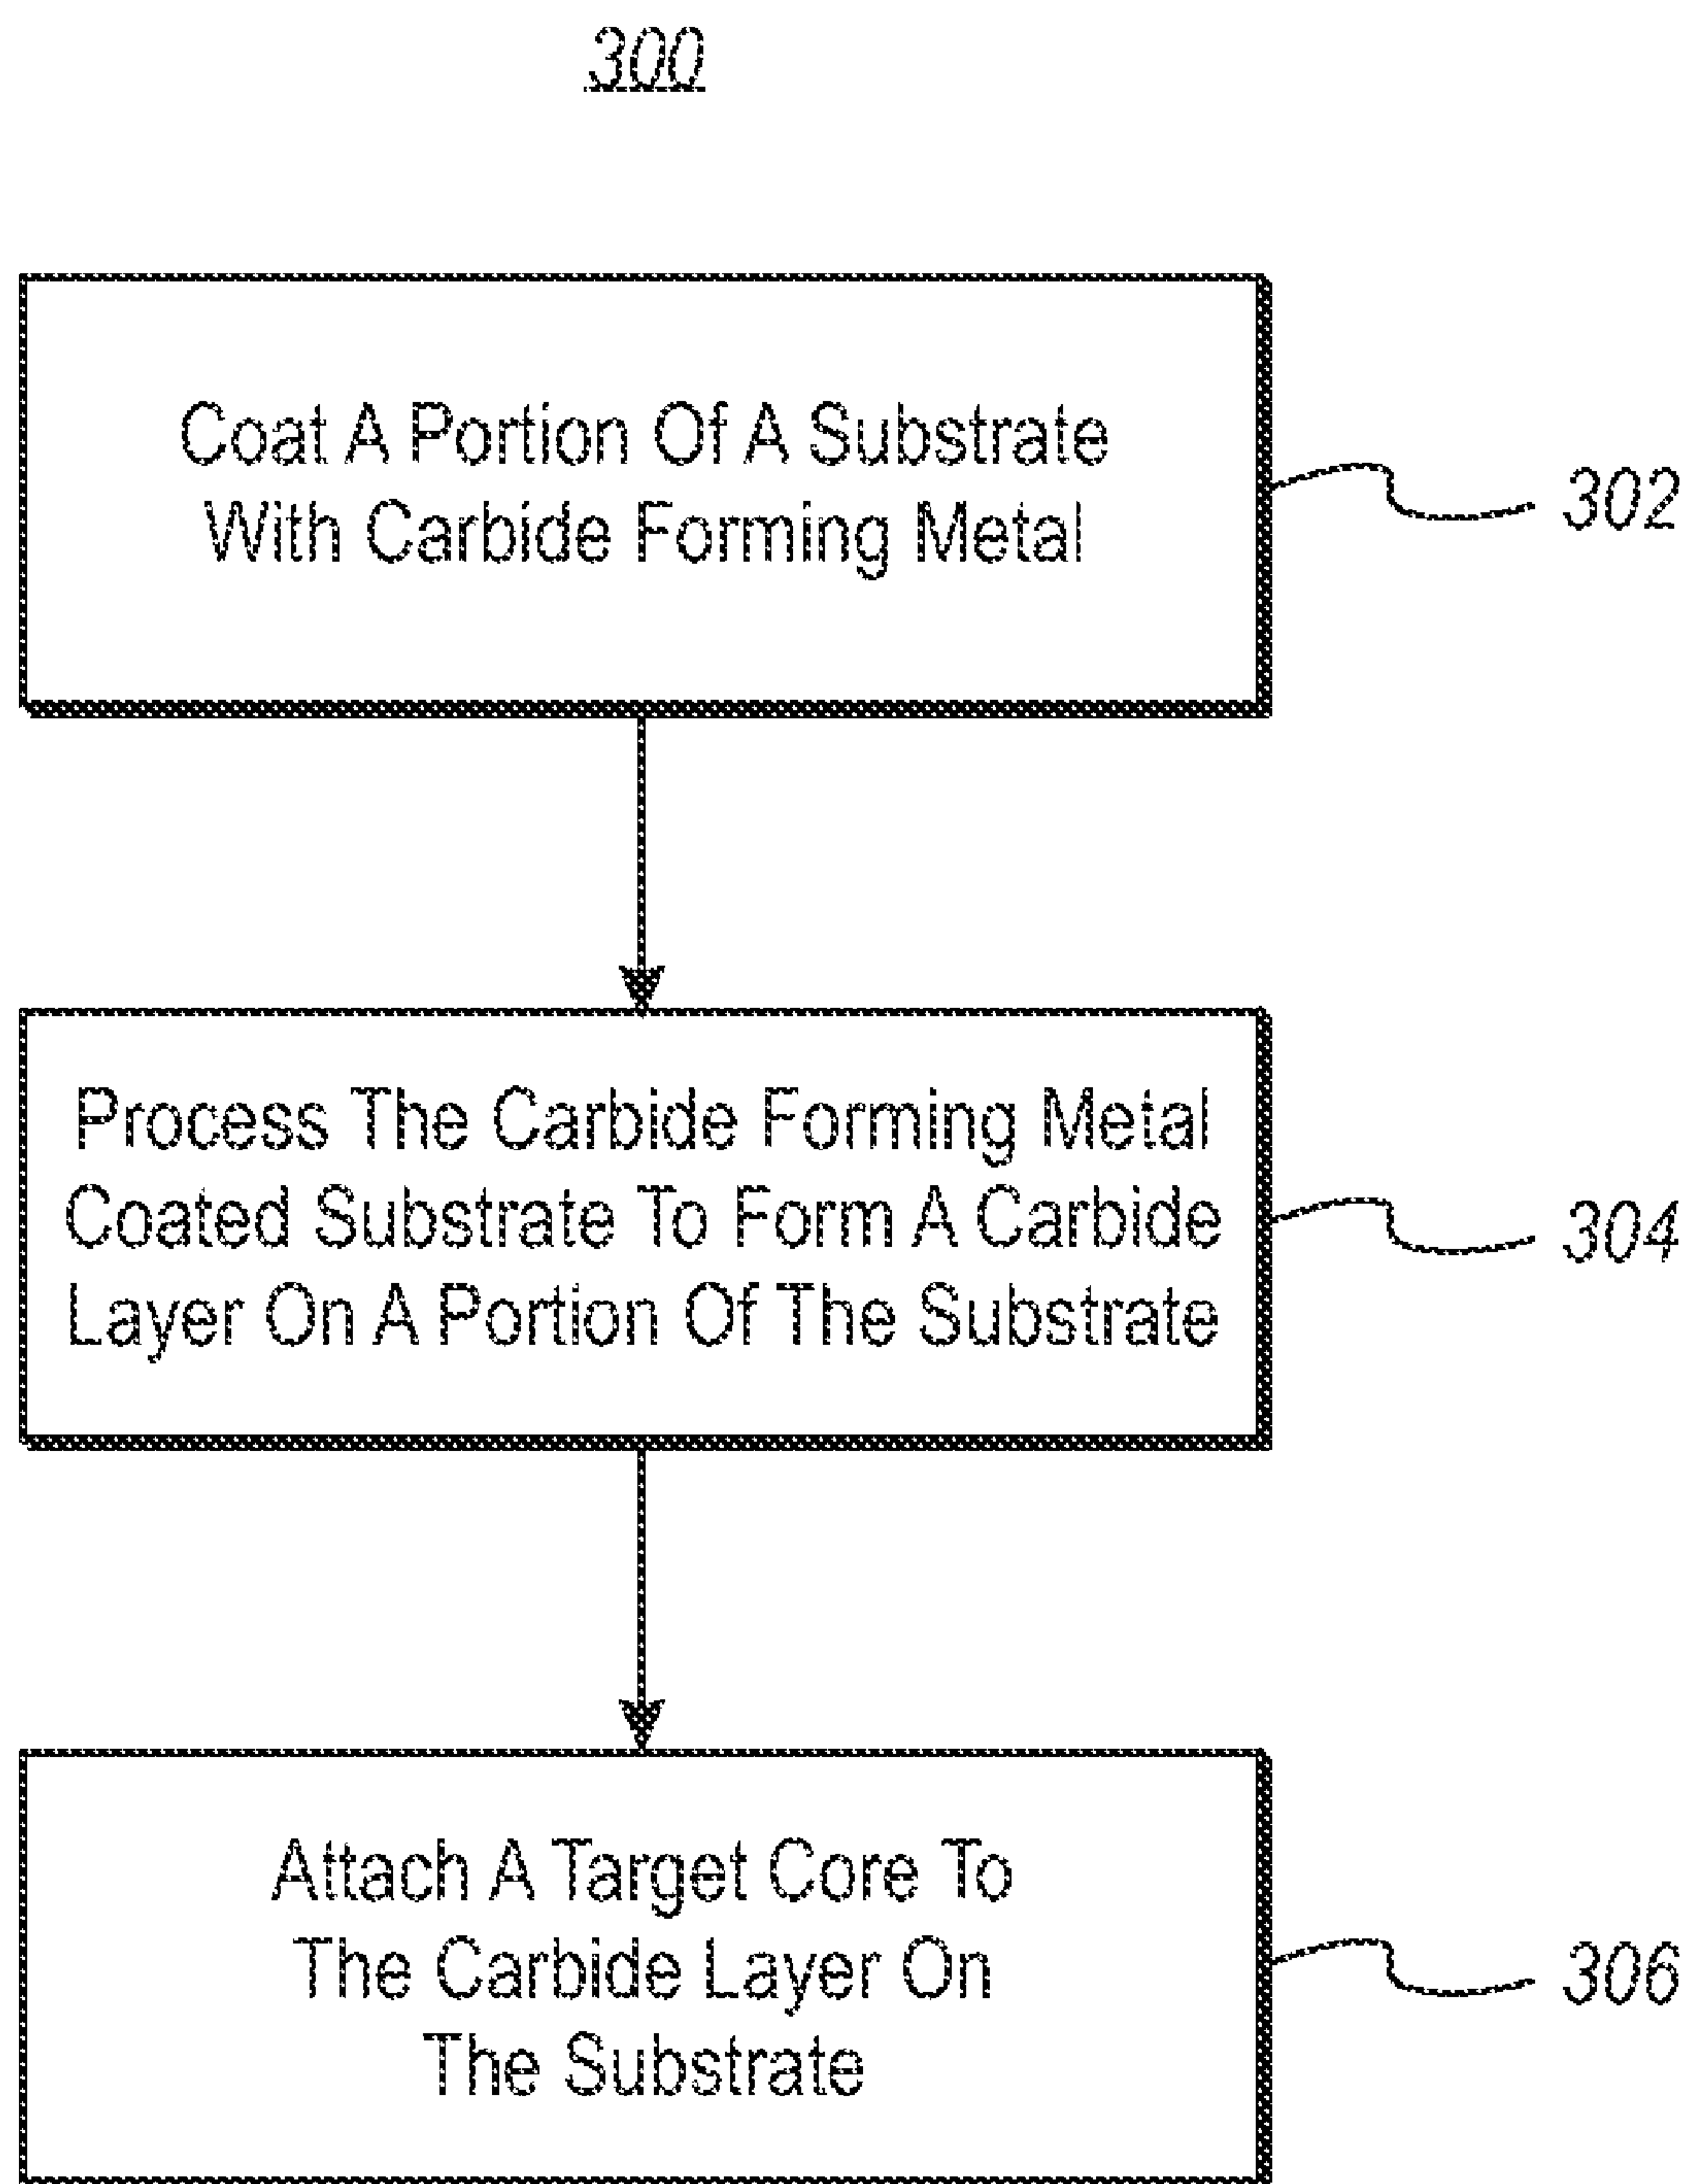 300
Coat A Portion Of A Substrate
With Carbide Forming Metal
302
Process The Carbide Forming Metal
Coated Substrate To Form A Carbide
Layer On A Portion Of The Substrate
304
Attach A Target Core To
The Carbide Layer On
The Substrate
306